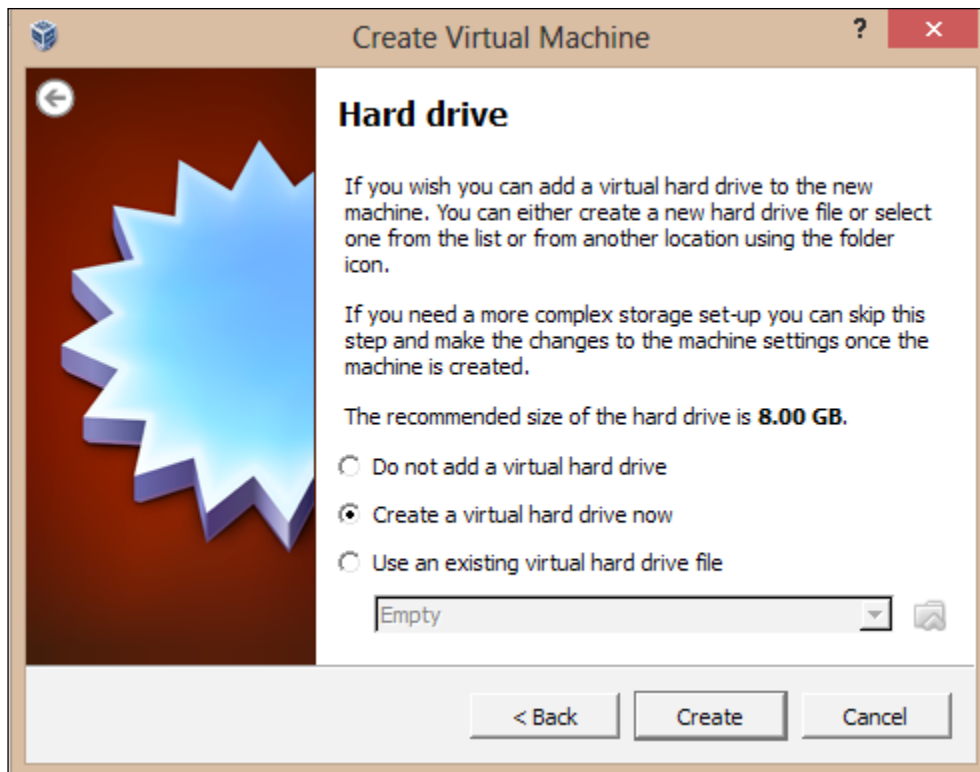 Create Virtual Machine
?
Hard drive
If you wish you can add a virtual hard drive to the new
machine. You can either create a new hard drive file or select
one from the list or from another location using the folder
icon.
If you need a more complex storage set-up you can skip this
step and make the changes to the machine settings once the
machine is created.
The recommended size of the hard drive is 8.00 GB.
Do not add a virtual hard drive
Create a virtual hard drive now
Use an existing virtual hard drive file
Empty
< Back
Create
Cancel